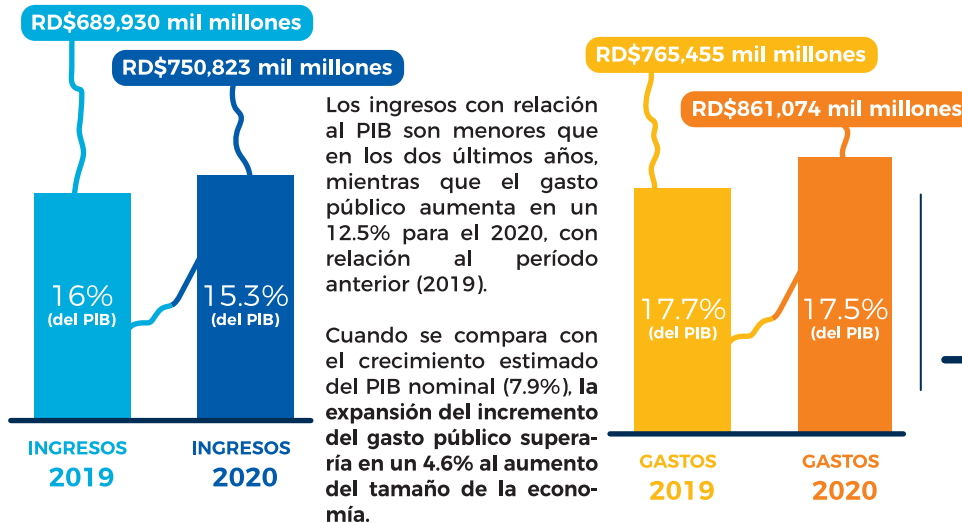 RD$689,930 mil millones
RD$750,823 mil millones
16%
(del PIB)
15.3%
(del PIB)
INGRESOS
2019
INGRESOS
2020
Los ingresos con relación
al PIB son menores que
en los dos últimos años,
mientras que el gasto
público aumenta en un
12.5% para el 2020, con
relación al período
anterior (2019).
Cuando se compara con
el crecimiento estimado
del PIB nominal (7.9%), la
expansión del incremento
del gasto público supera-
ría en un 4.6% al aumento
del tamaño de la econo-
mía.
RD$765,455 mil millones
RD$861,074 mil millones
17.7%
(del PIB)
17.5%
(del PIB)
GASTOS
2019
GASTOS
2020